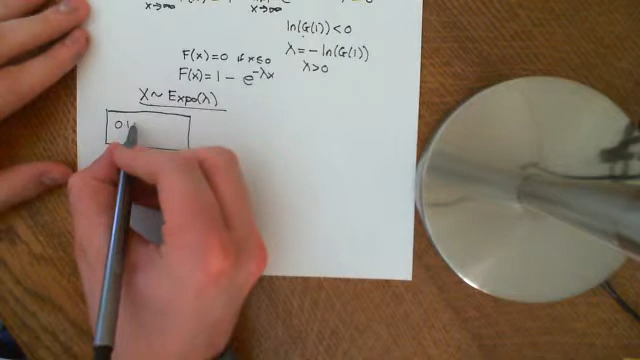 ln(G(1)) < 0
F(x) = 0 if x ≤ 0
λ = - ln(G(1))
F(x) = 1 - e^{-λx}
λ > 0
X ~ Expo(λ)